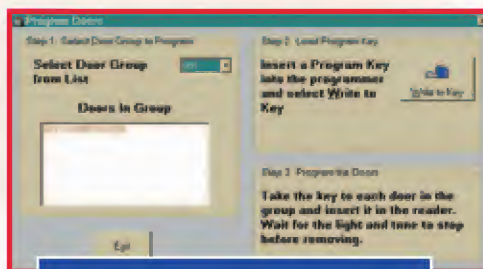 Program Doors
Step 1: Select Door Group to Program
Select Door Group
from List
Doors In Group
Exit
Step 2: Load Program Key
Insert a Program Key
into the programmer
and select Write to
Key
Write to Key
Step 3: Program the Doors
Take the key to each door in the
group and insert it in the reader.
Wait for the light and tone to stop
before removing.